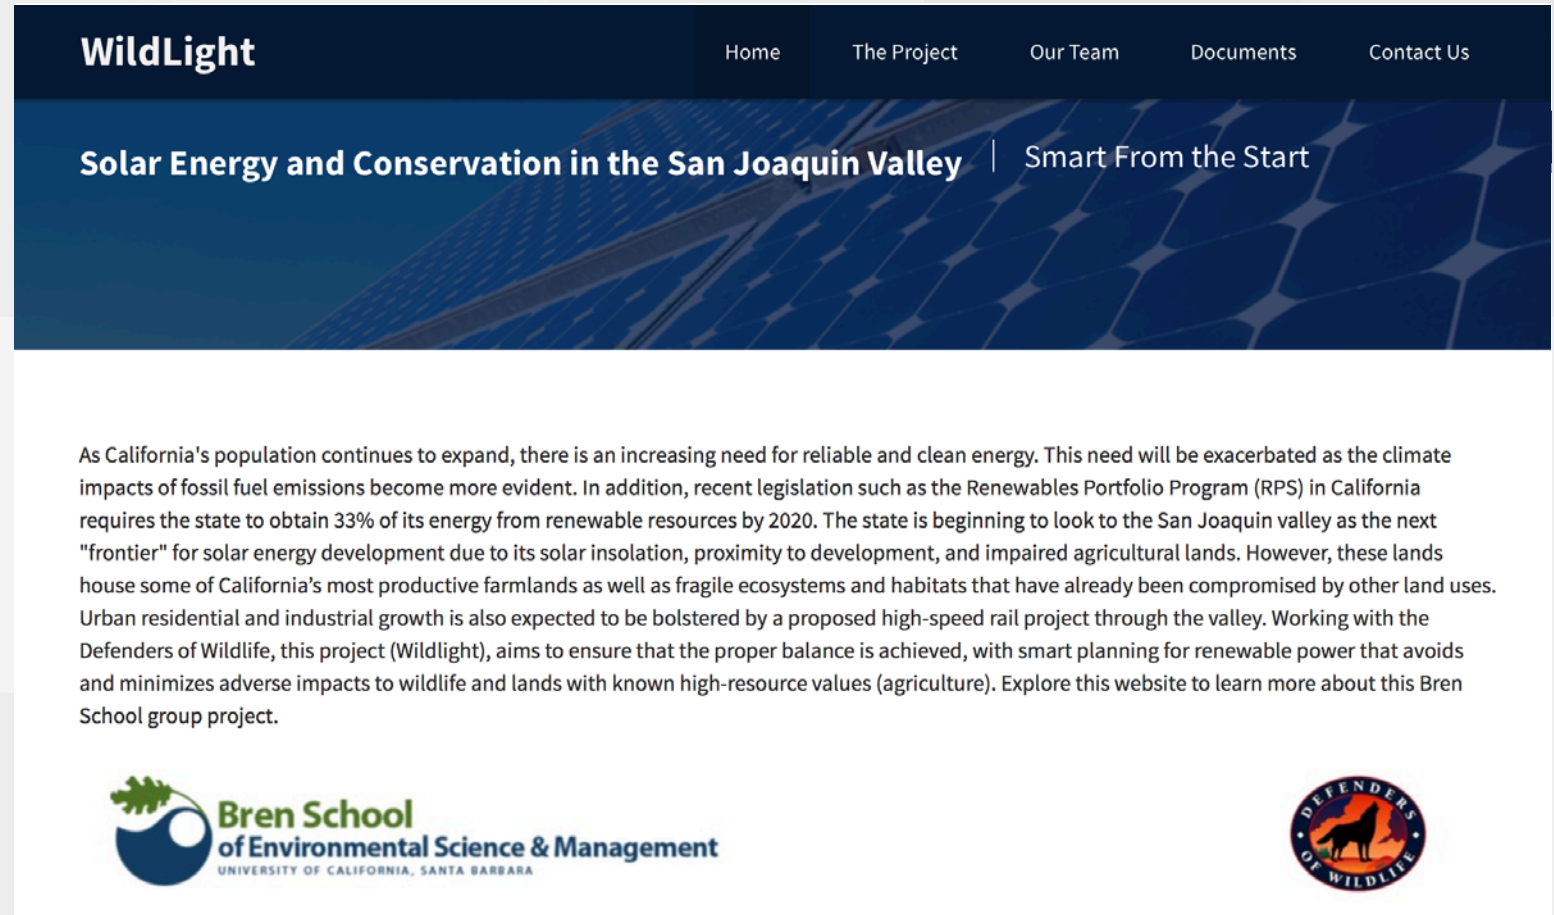 WildLight
Home
The Project
Our Team
Documents
Contact Us
Solar Energy and Conservation in the San Joaquin Valley
Smart From the Start
As California's population continues to expand, there is an increasing need for reliable and clean energy. This need will be exacerbated as the climate
impacts of fossil fuel emissions become more evident. In addition, recent legislation such as the Renewables Portfolio Program (RPS) in California
requires the state to obtain 33% of its energy from renewable resources by 2020. The state is beginning to look to the San Joaquin valley as the next
"frontier" for solar energy development due to its solar insolation, proximity to development, and impaired agricultural lands. However, these lands
house some of California’s most productive farmlands as well as fragile ecosystems and habitats that have already been compromised by other land uses.
Urban residential and industrial growth is also expected to be bolstered by a proposed high-speed rail project through the valley. Working with the
Defenders of Wildlife, this project (Wildlight), aims to ensure that the proper balance is achieved, with smart planning for renewable power that avoids
and minimizes adverse impacts to wildlife and lands with known high-resource values (agriculture). Explore this website to learn more about this Bren
School group project.
Bren School
of Environmental Science & Management
UNIVERSITY OF CALIFORNIA, SANTA BARBARA
DEFENDERS
OF WILDLIFE